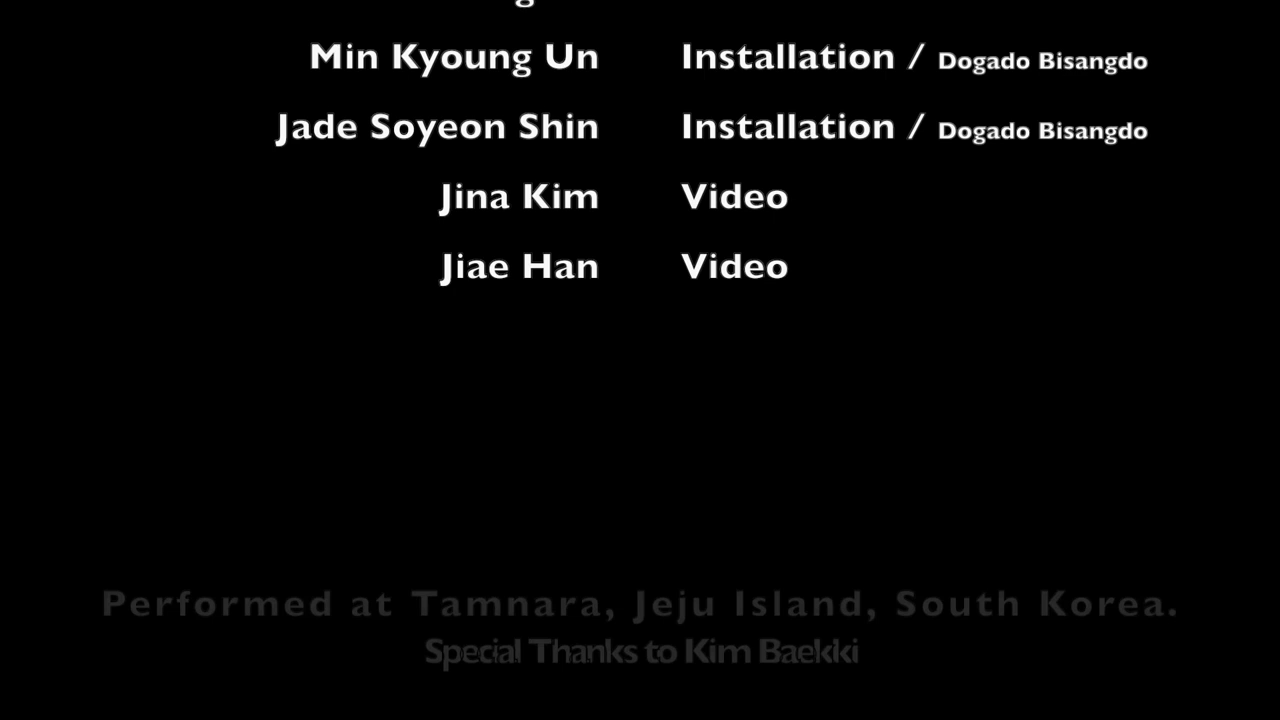 Min Kyoung Un Installation / Dogado Bisangdo
Jade Soyeon Shin Installation / Dogado Bisangdo
Jina Kim Video
Jiae Han Video
Performed at Tamnara, Jeju Island, South Korea.
Special Thanks to Kim Baekki